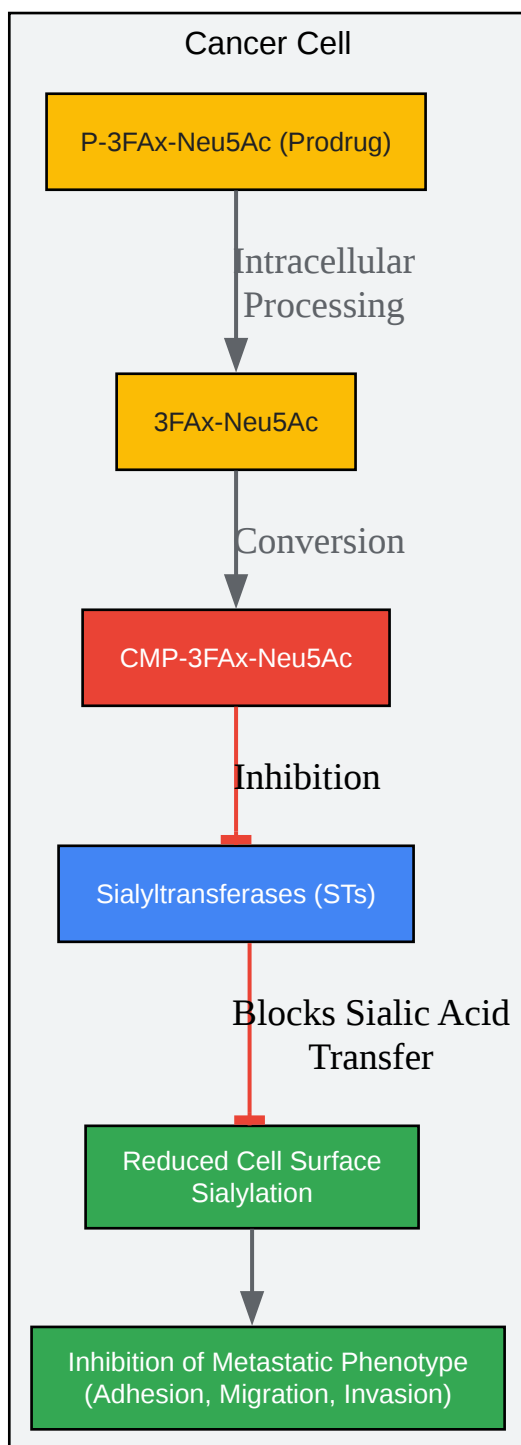 Cancer Cell
P-3FAx-Neu5Ac (Prodrug)
Intracellular
Processing
3FAx-Neu5Ac
Conversion
CMP-3FAx-Neu5Ac
Inhibition
Sialyltransferases (STs)
Blocks Sialic Acid
Transfer
Reduced Cell Surface
Sialylation
Inhibition of Metastatic Phenotype
(Adhesion, Migration, Invasion)